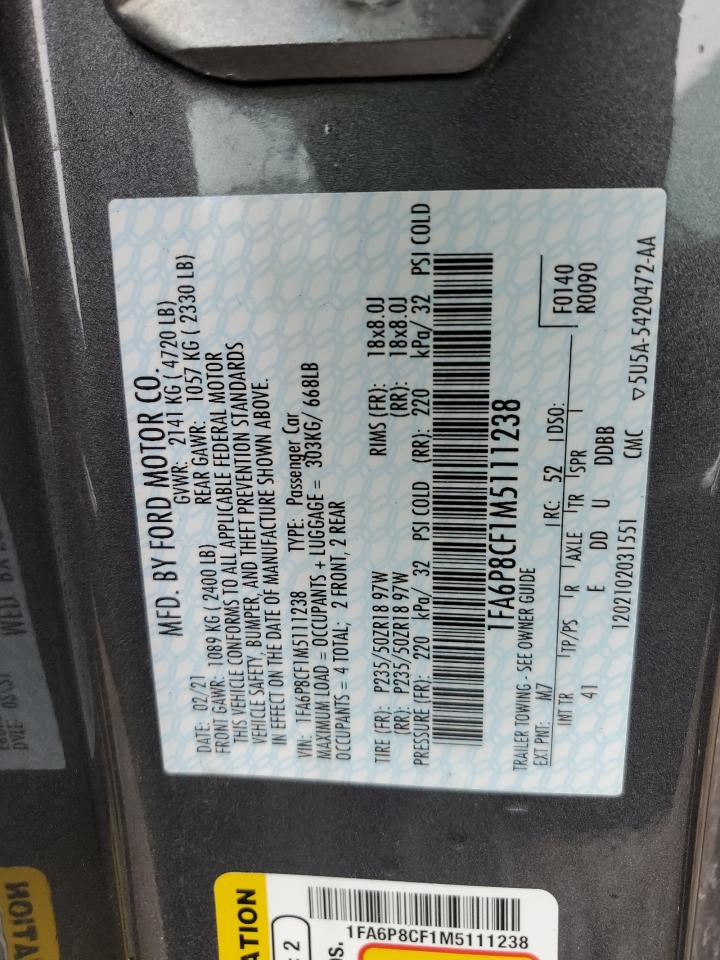 MFD. BY FORD MOTOR CO.
DATE: 02/21 GVWR: 2141 KG ( 4720 LB)
FRONT GAWR: 1089 KG ( 2400 LB) REAR GAWR: 1057 KG ( 2330 LB)
THIS VEHICLE CONFORMS TO ALL APPLICABLE FEDERAL MOTOR
VEHICLE SAFETY, BUMPER, AND THEFT PREVENTION STANDARDS
IN EFFECT ON THE DATE OF MANUFACTURE SHOWN ABOVE.
VIN: 1FA6P8CF1M5111238 TYPE: Passenger Car
MAXIMUM LOAD = OCCUPANTS + LUGGAGE = 303KG/ 668LB
OCCUPANTS = 4 TOTAL; 2 FRONT, 2 REAR
TIRE (FR): P235/50ZR18 97W RIMS (FR): 18x8.0J
(RR): P235/50ZR18 97W (RR): 18x8.0J
PRESSURE (FR): 220 kPa/ 32 PSI COLD (RR): 220 kPa/ 32 PSI COLD
1FA6P8CF1M5111238
TRAILER TOWING - SEE OWNER GUIDE
EXT PNT: M7 RC: 52 DSO: F0140
R0090
INT TR TP/PS R AXLE TR SPR
41 E DD U DDBB
1202102031551 CMC ▽5U5A-5420472-AA
ATION
: 2
os.
1FA6P8CF1M5111238
WED
ATION